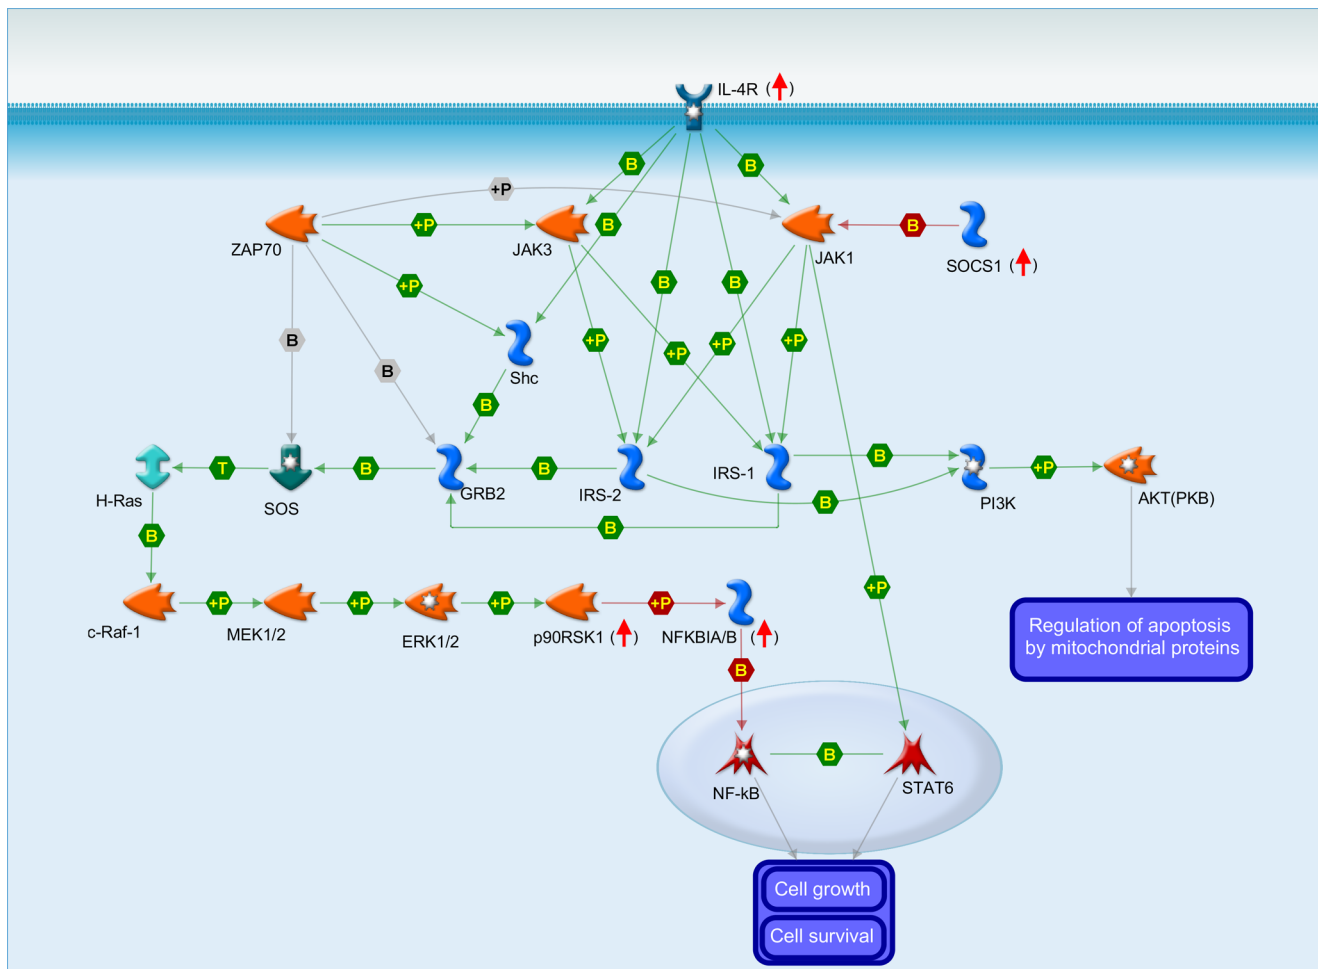 IL-4R ( )
B
B
+P
ZAP70
+P
JAK3
B
JAK1
B
SOCS1 ( )
+P
B
B
B
+P
+P
+P
+P
B
Shc
B
B
H-Ras
T
SOS
B
GRB2
B
IRS-2
IRS-1
B
B
PI3K
+P
AKT(PKB)
B
B
+P
c-Raf-1
+P
MEK1/2
+P
ERK1/2
+P
p90RSK1 ( )
+P
NFKBIA/B ( )
Regulation of apoptosis
by mitochondrial proteins
B
NF-kB
B
STAT6
Cell growth
Cell survival